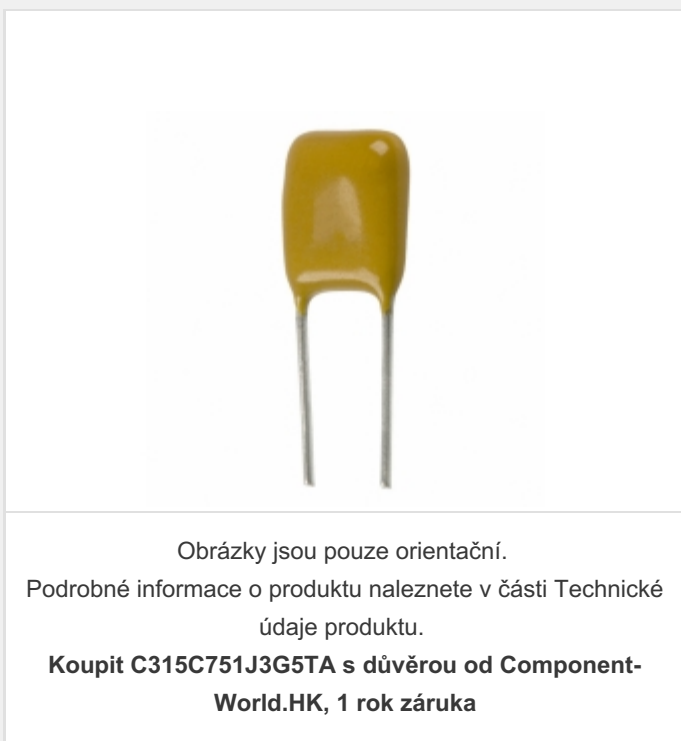 Obrázky jsou pouze orientační.
Podrobné informace o produktu naleznete v části Technické
údaje produktu.
Koupit C315C751J3G5TA s důvěrou od Component-
World.HK, 1 rok záruka